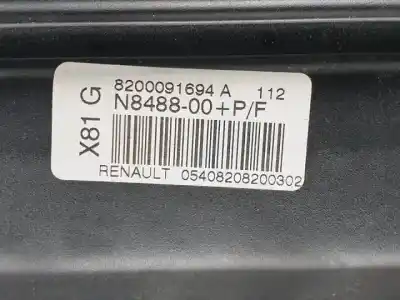 X81 G
8200091694 A 112
N8488-00+P/F
RENAULT 05408208200302